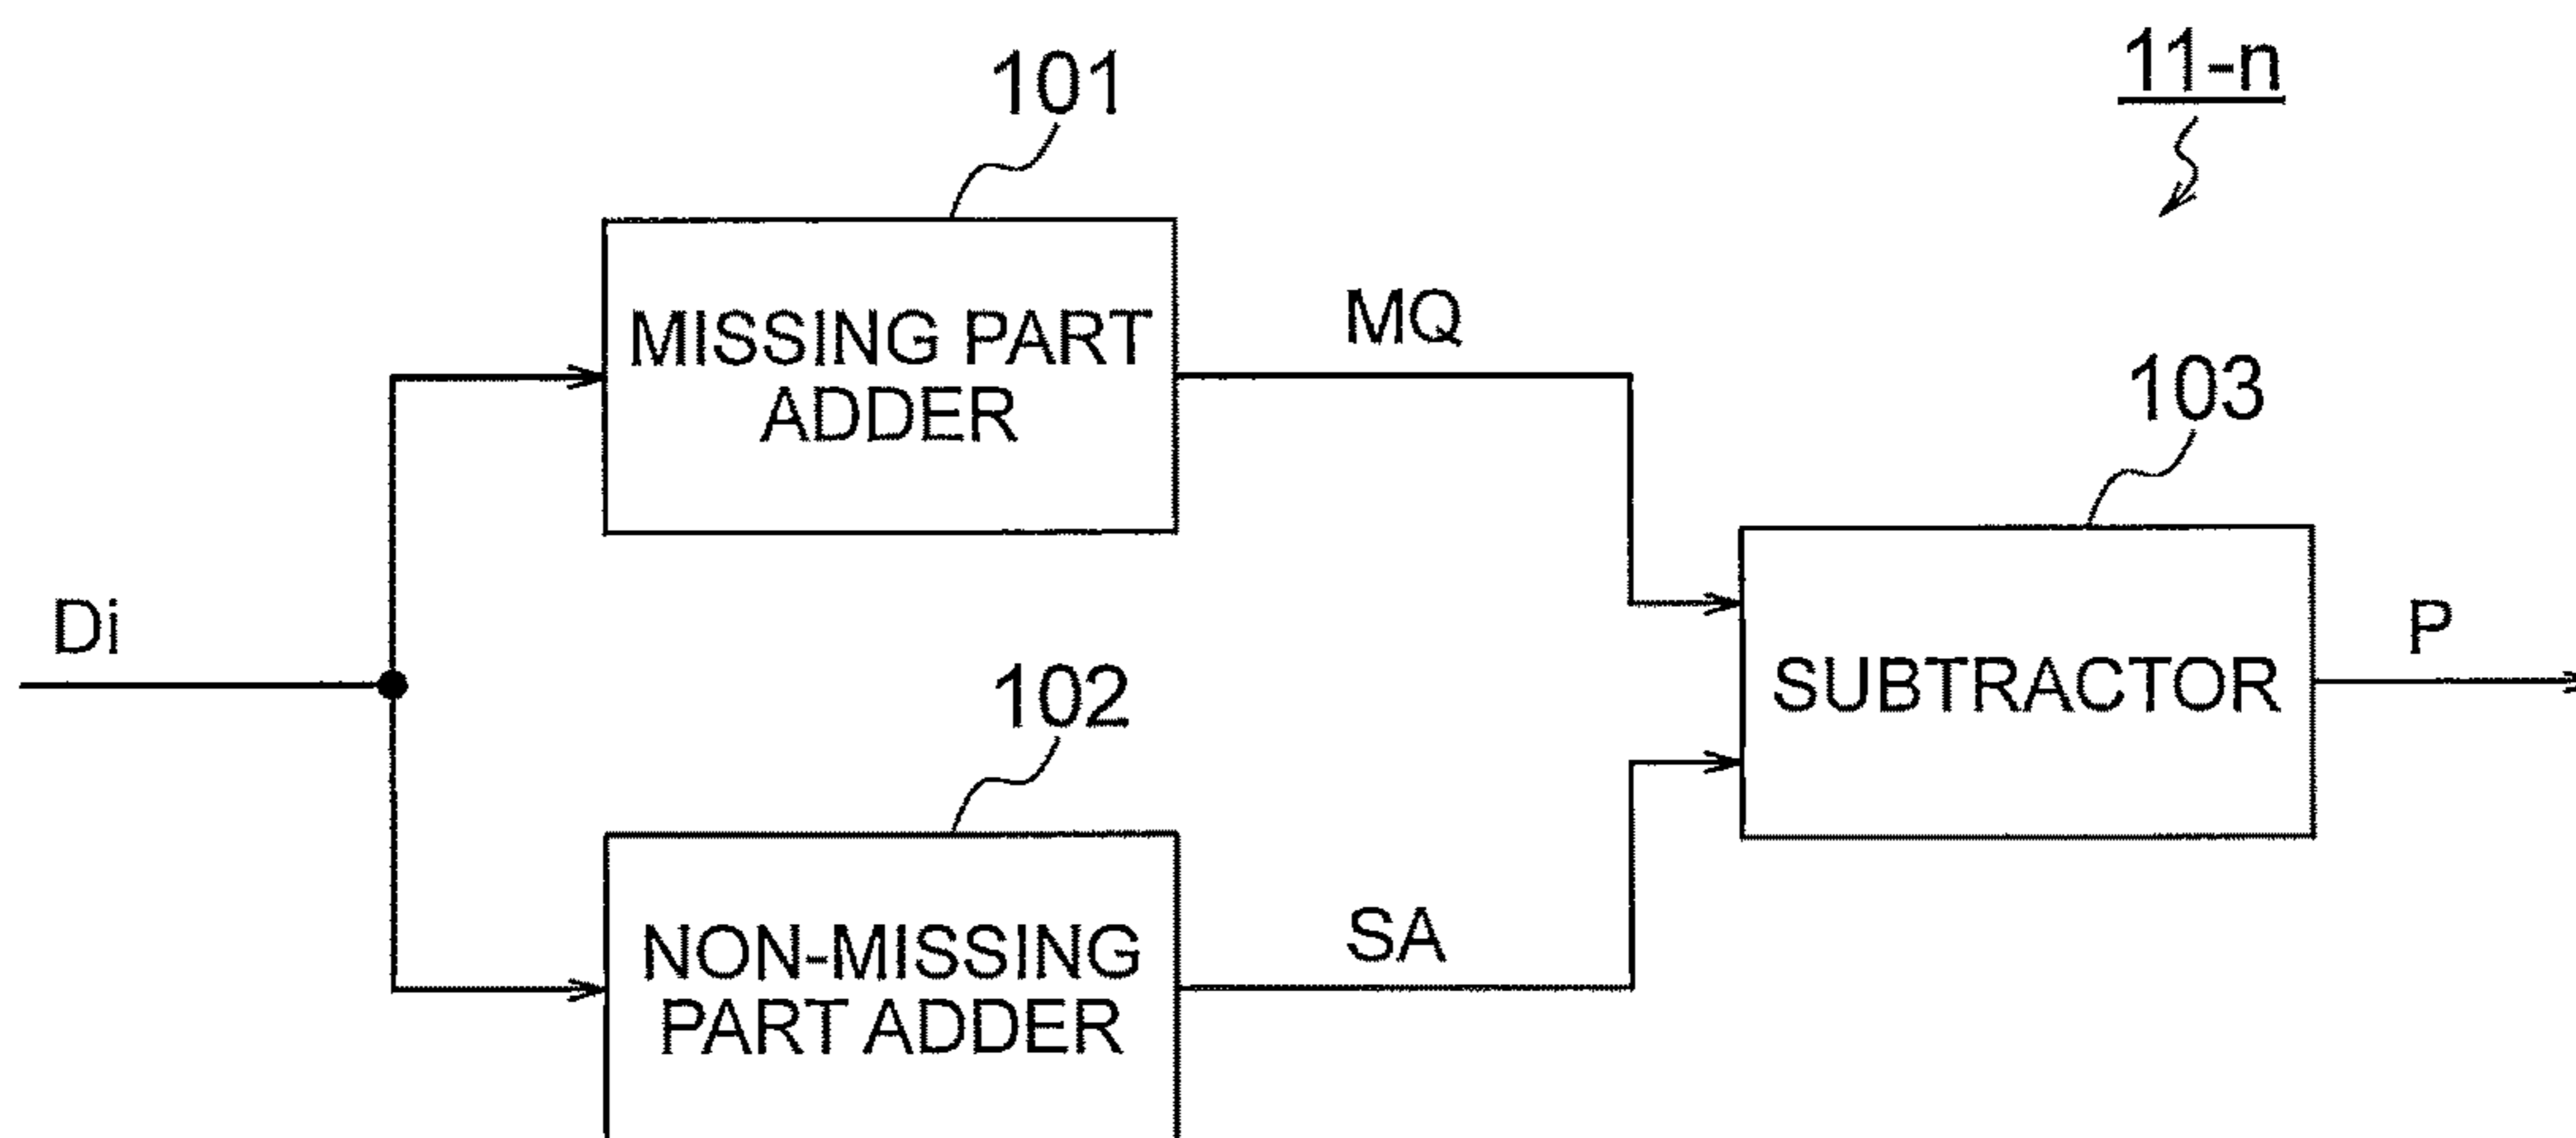 11-n
101
MISSING PART
ADDER
MQ
103
Di
SUBTRACTOR
P
102
NON-MISSING
PART ADDER
SA